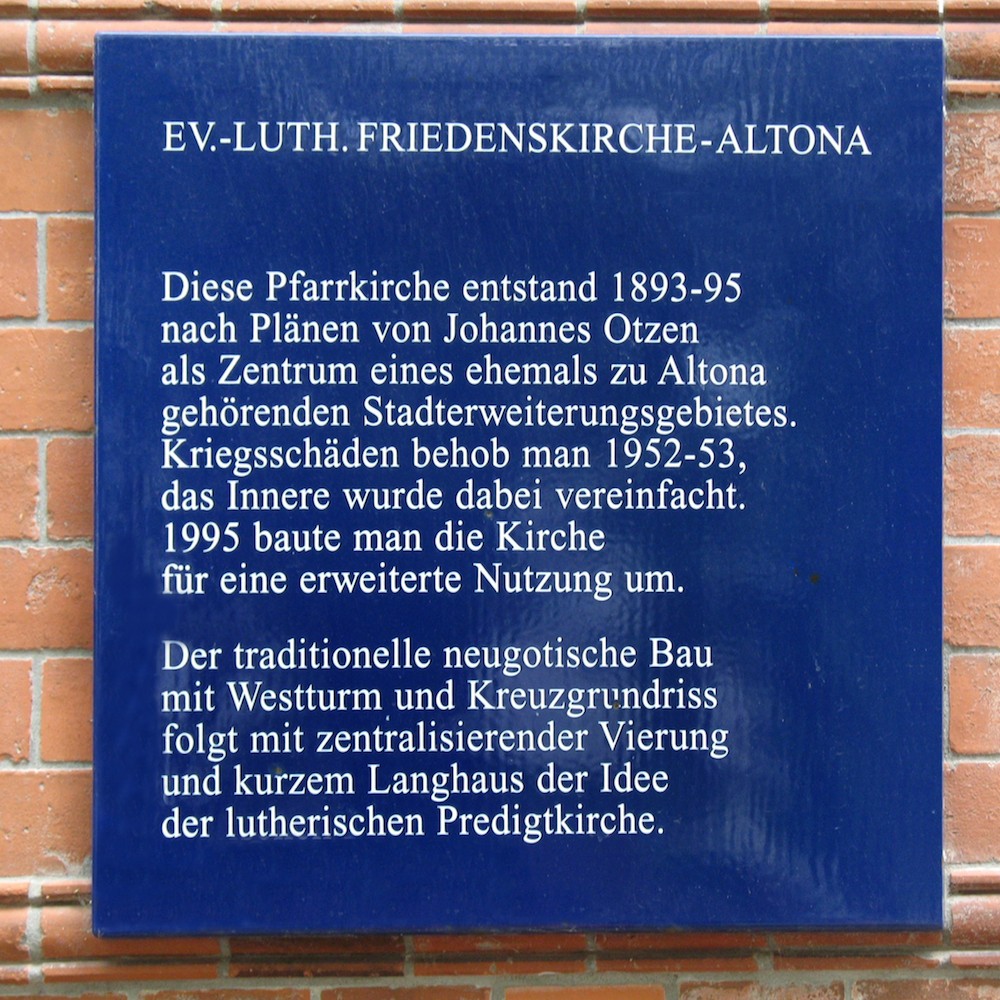 EV.-LUTH. FRIEDENSKIRCHE-ALTONA
Diese Pfarrkirche entstand 1893-95
nach Plänen von Johannes Otzen
als Zentrum eines ehemals zu Altona
gehörenden Stadterweiterungsgebietes.
Kriegsschäden behob man 1952-53,
das Innere wurde dabei vereinfacht.
1995 baute man die Kirche
für eine erweiterte Nutzung um.
Der traditionelle neugotische Bau
mit Westturm und Kreuzgrundriss
folgt mit zentralisierender Vierung
und kurzem Langhaus der Idee
der lutherischen Predigtkirche.